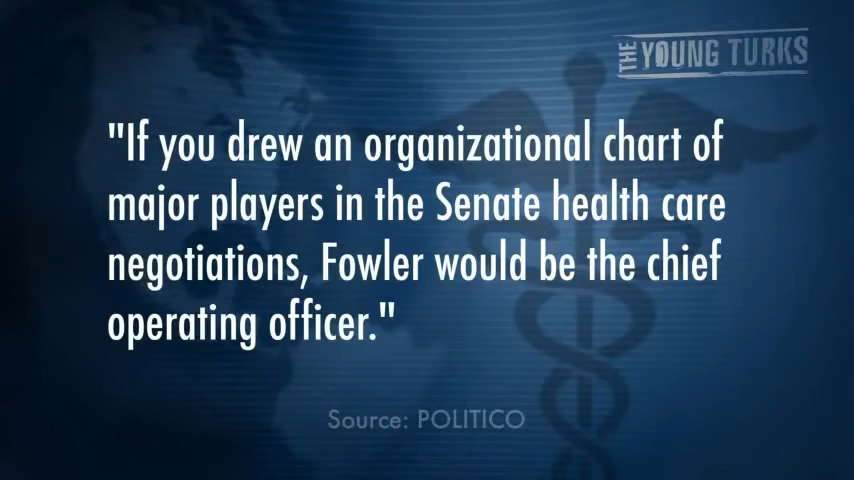 THE YOUNG TURKS
"If you drew an organizational chart of
major players in the Senate health care
negotiations, Fowler would be the chief
operating officer."
Source: POLITICO